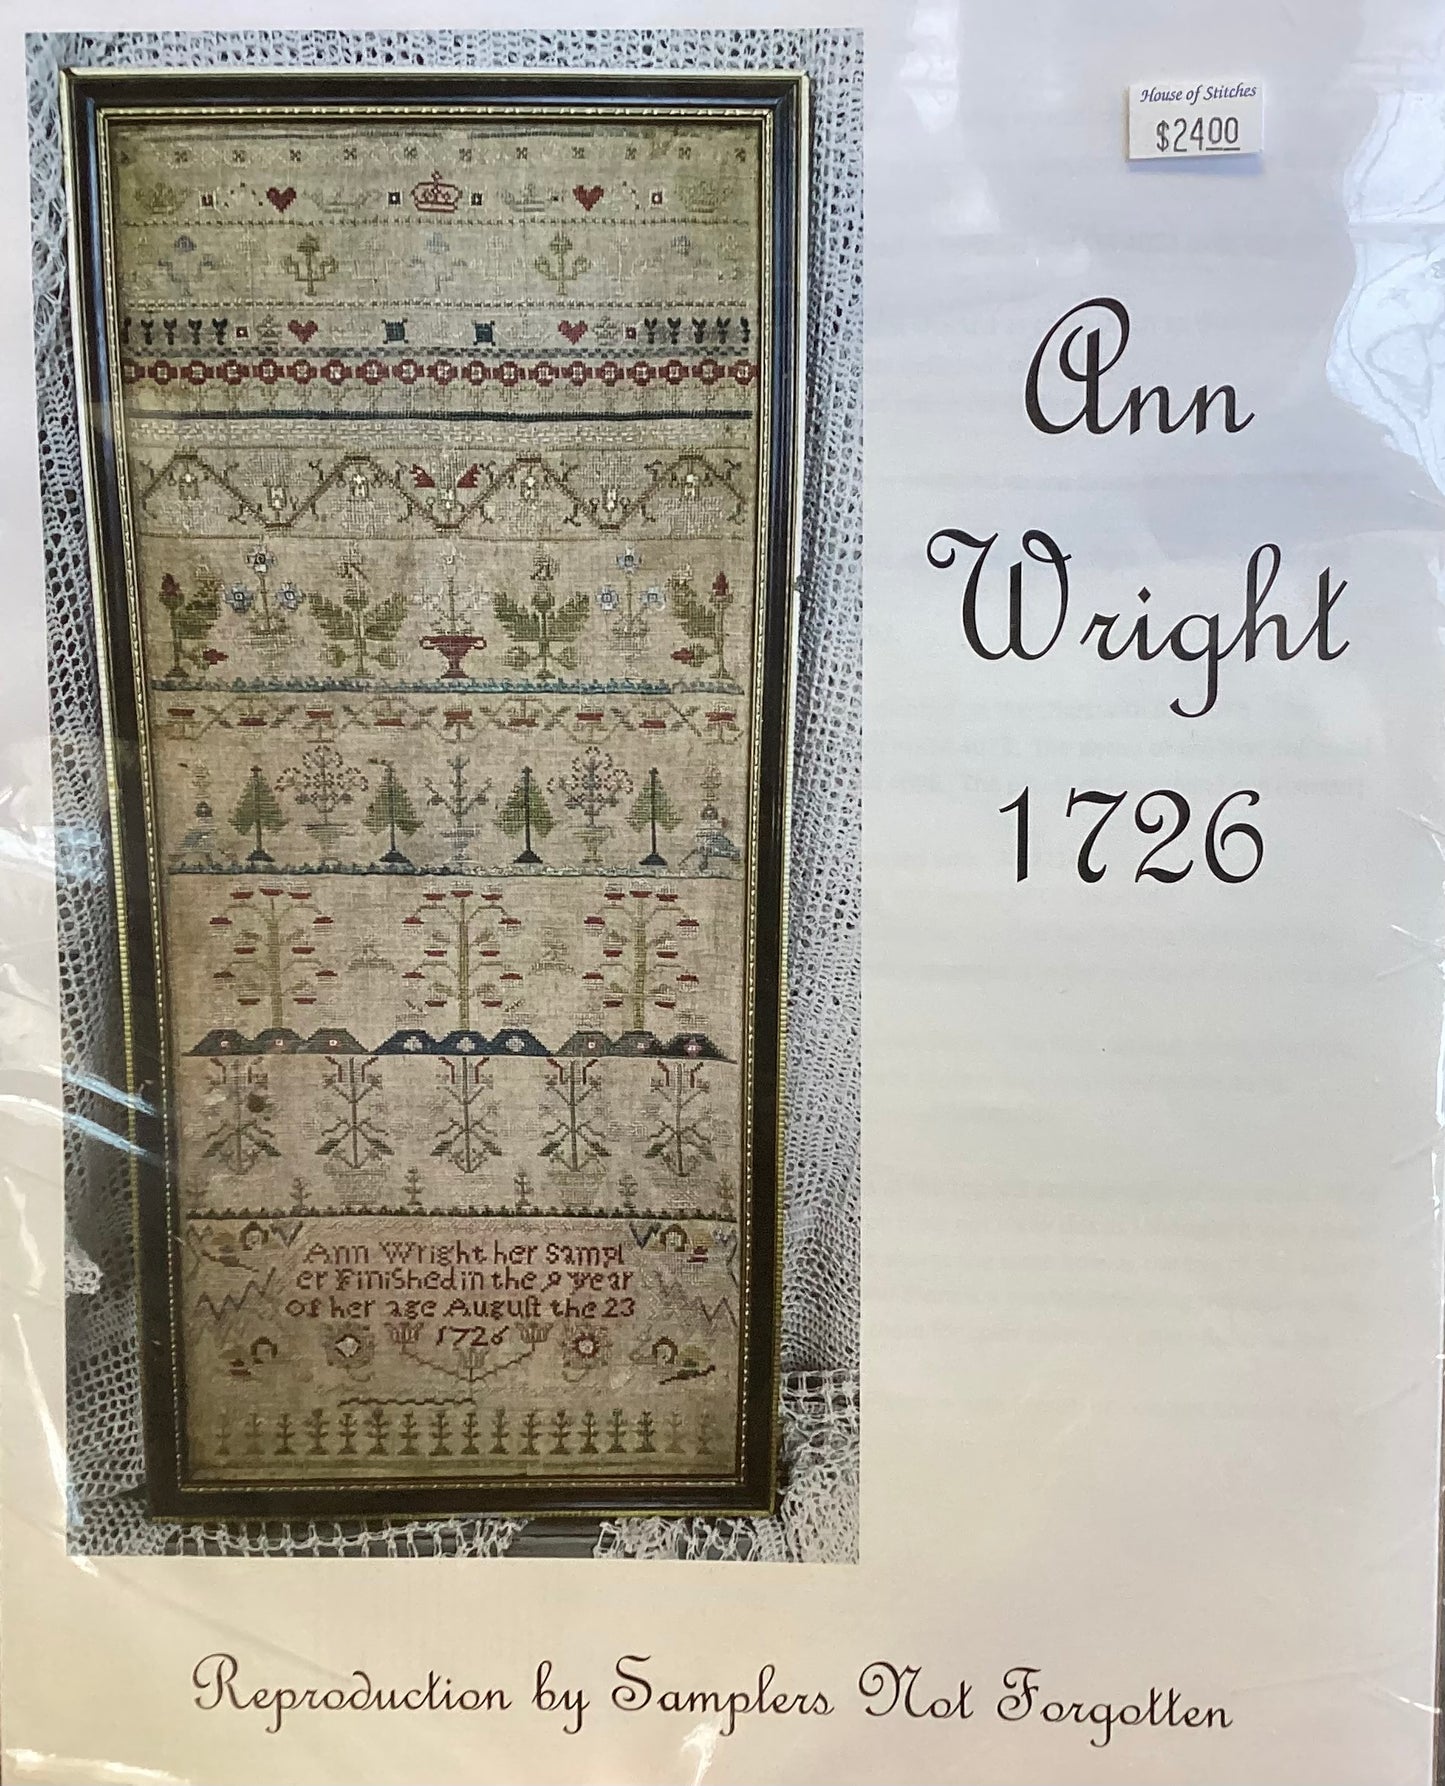 House of Stitches
$24.00
Ann
Wright
1726
Ann Wright her Sampl
er Finished in the 9 year
of her age Auguſt the 23
1726
Reproduction by Samplers Not Forgotten